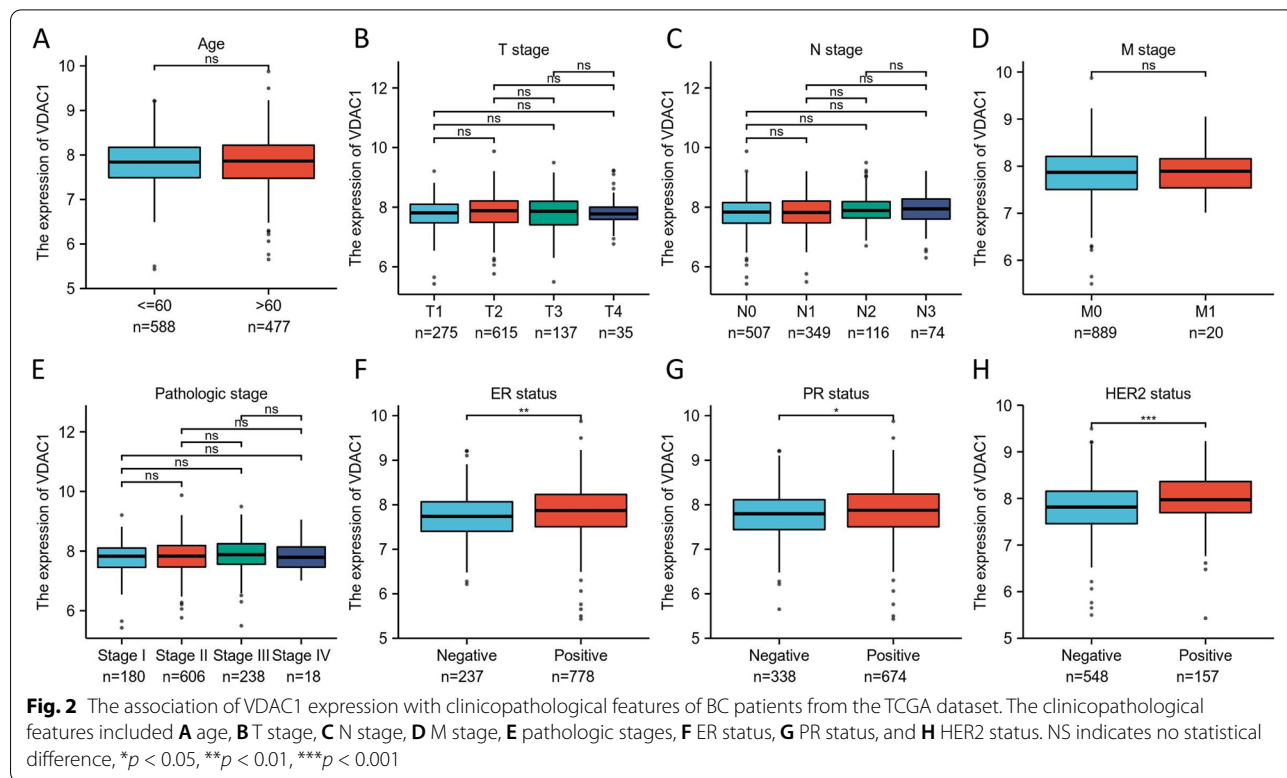 A
Age
ns
The expression of VDAC1
10
9
8
7
6
5
<=60 >60
n=588 n=477
B
T stage
ns
ns
ns
ns
ns
ns
The expression of VDAC1
12
10
8
6
T1 T2 T3 T4
n=275 n=615 n=137 n=35
C
N stage
ns
ns
ns
ns
ns
ns
The expression of VDAC1
12
10
8
6
N0 N1 N2 N3
n=507 n=349 n=116 n=74
D
M stage
ns
The expression of VDAC1
10
9
8
7
6
5
M0 M1
n=889 n=20
E
Pathologic stage
ns
ns
ns
ns
ns
ns
The expression of VDAC1
12
10
8
6
Stage I Stage II Stage III Stage IV
n=180 n=606 n=238 n=18
F
ER status
**
The expression of VDAC1
10
9
8
7
6
5
Negative Positive
n=237 n=778
G
PR status
*
The expression of VDAC1
10
9
8
7
6
5
Negative Positive
n=338 n=674
H
HER2 status
***
The expression of VDAC1
10
9
8
7
6
5
Negative Positive
n=548 n=157
Fig. 2 The association of VDAC1 expression with clinicopathological features of BC patients from the TCGA dataset. The clinicopathological
features included A age, B T stage, C N stage, D M stage, E pathologic stages, F ER status, G PR status, and H HER2 status. NS indicates no statistical
difference, *p < 0.05, **p < 0.01, ***p < 0.001